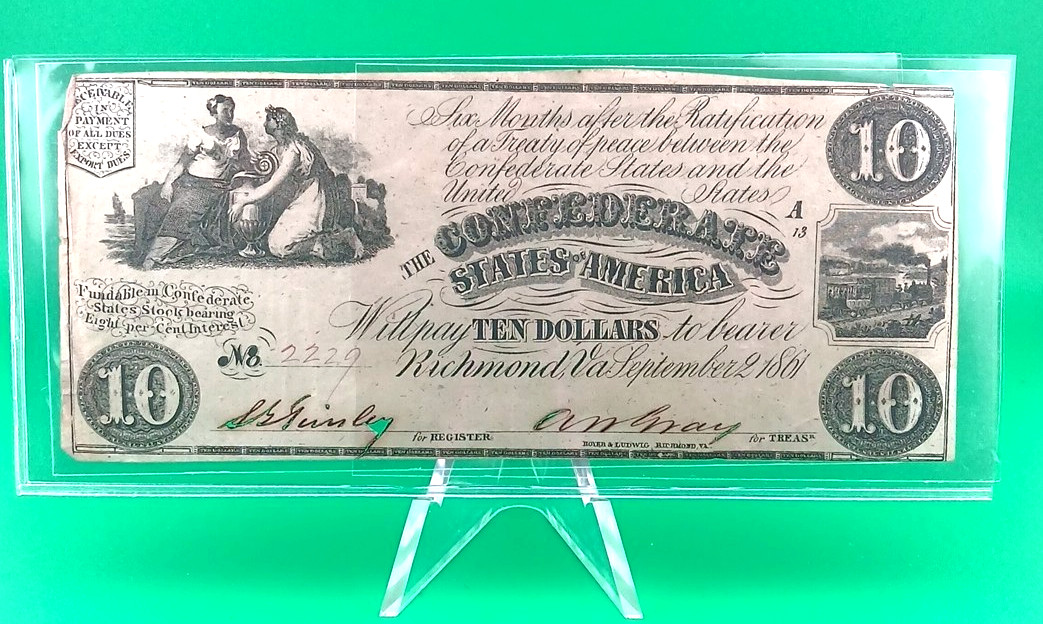 RECEIVABLE
IN
PAYMENT
OF ALL DUES
EXCEPT
EXPORT DUES
Six Months after the Ratification
of a Treaty of peace between the
Confederate States and the
United States
10
A
13
THE CONFEDERATE
STATES OF AMERICA
Fundable in Confederate
States Stock bearing
Eight per Cent Interest
Will pay TEN DOLLARS to bearer
No. 2229
Richmond, Va September 2 1861
10
10
for REGISTER
A W Gray
for TREASR
HOYER & LUDWIG RICHMOND, VA